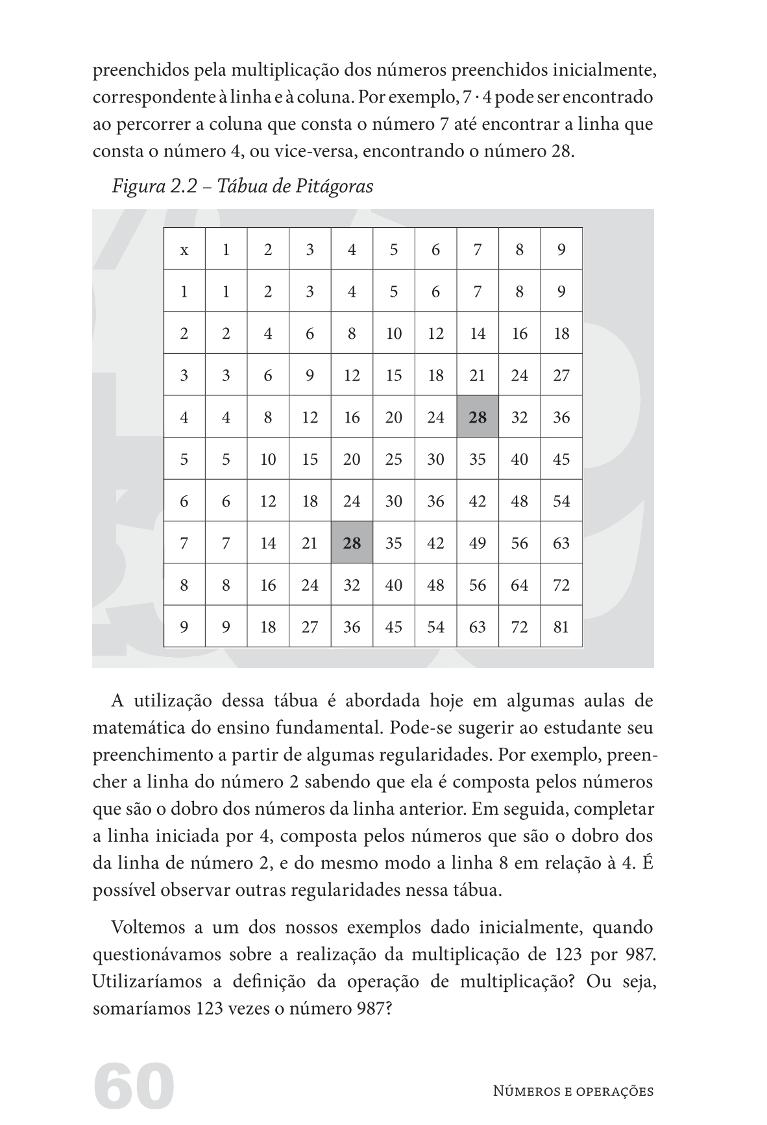 preenchidos pela multiplicação dos números preenchidos inicialmente,
correspondente à linha e à coluna. Por exemplo, 7 · 4 pode ser encontrado
ao percorrer a coluna que consta o número 7 até encontrar a linha que
consta o número 4, ou vice-versa, encontrando o número 28.
Figura 2.2 – Tábua de Pitágoras
x 1 2 3 4 5 6 7 8 9
1 1 2 3 4 5 6 7 8 9
2 2 4 6 8 10 12 14 16 18
3 3 6 9 12 15 18 21 24 27
4 4 8 12 16 20 24 28 32 36
5 5 10 15 20 25 30 35 40 45
6 6 12 18 24 30 36 42 48 54
7 7 14 21 28 35 42 49 56 63
8 8 16 24 32 40 48 56 64 72
9 9 18 27 36 45 54 63 72 81
A utilização dessa tábua é abordada hoje em algumas aulas de
matemática do ensino fundamental. Pode-se sugerir ao estudante seu
preenchimento a partir de algumas regularidades. Por exemplo, preen-
cher a linha do número 2 sabendo que ela é composta pelos números
que são o dobro dos números da linha anterior. Em seguida, completar
a linha iniciada por 4, composta pelos números que são o dobro dos
da linha de número 2, e do mesmo modo a linha 8 em relação à 4. É
possível observar outras regularidades nessa tábua.
Voltemos a um dos nossos exemplos dado inicialmente, quando
questionávamos sobre a realização da multiplicação de 123 por 987.
Utilizaríamos a definição da operação de multiplicação? Ou seja,
somaríamos 123 vezes o número 987?
60 Números e operações